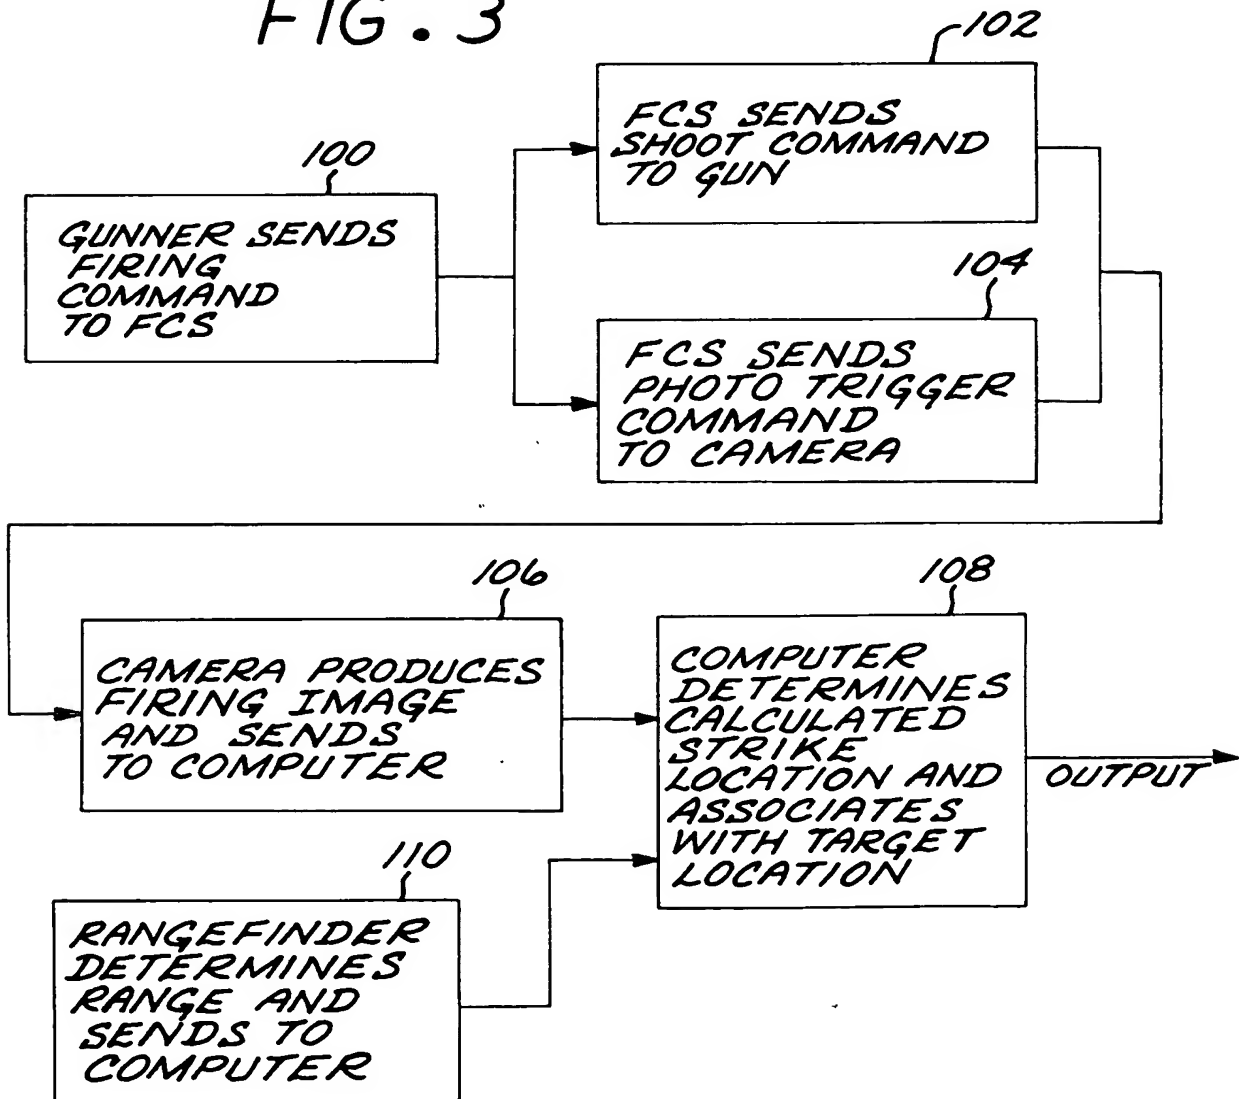 FIG. 3
102
FCS SENDS
SHOOT COMMAND
TO GUN
100
GUNNER SENDS
FIRING
COMMAND
TO FCS
104
FCS SENDS
PHOTO TRIGGER
COMMAND
TO CAMERA
106
CAMERA PRODUCES
FIRING IMAGE
AND SENDS
TO COMPUTER
108
COMPUTER
DETERMINES
CALCULATED
STRIKE
LOCATION AND
ASSOCIATES
WITH TARGET
LOCATION
OUTPUT
110
RANGEFINDER
DETERMINES
RANGE AND
SENDS TO
COMPUTER